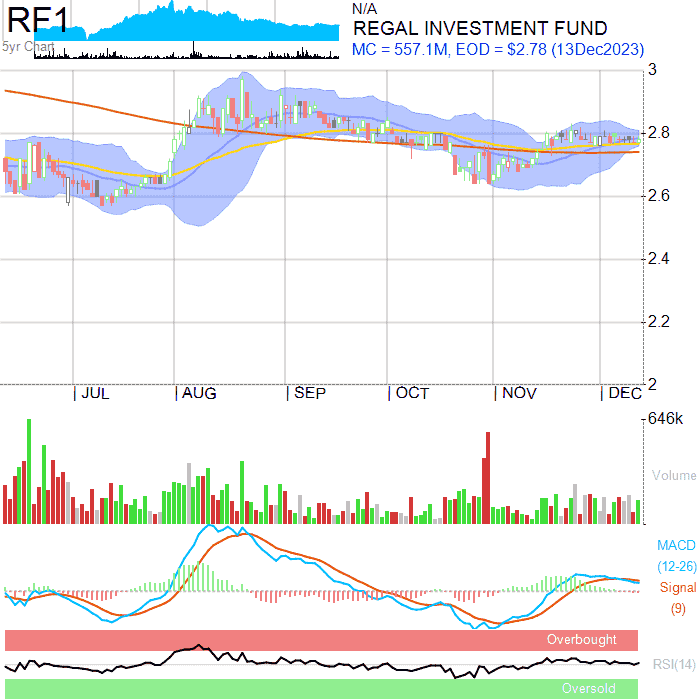 RF1
5yr Chart
N/A
REGAL INVESTMENT FUND
MC = 557.1M, EOD = $2.78 (13Dec2023)
3
2.8
2.6
2.4
2.2
2
JUL AUG SEP OCT NOV DEC
646k
Volume
MACD
(12-26)
Signal
(9)
Overbought
RSI(14)
Oversold